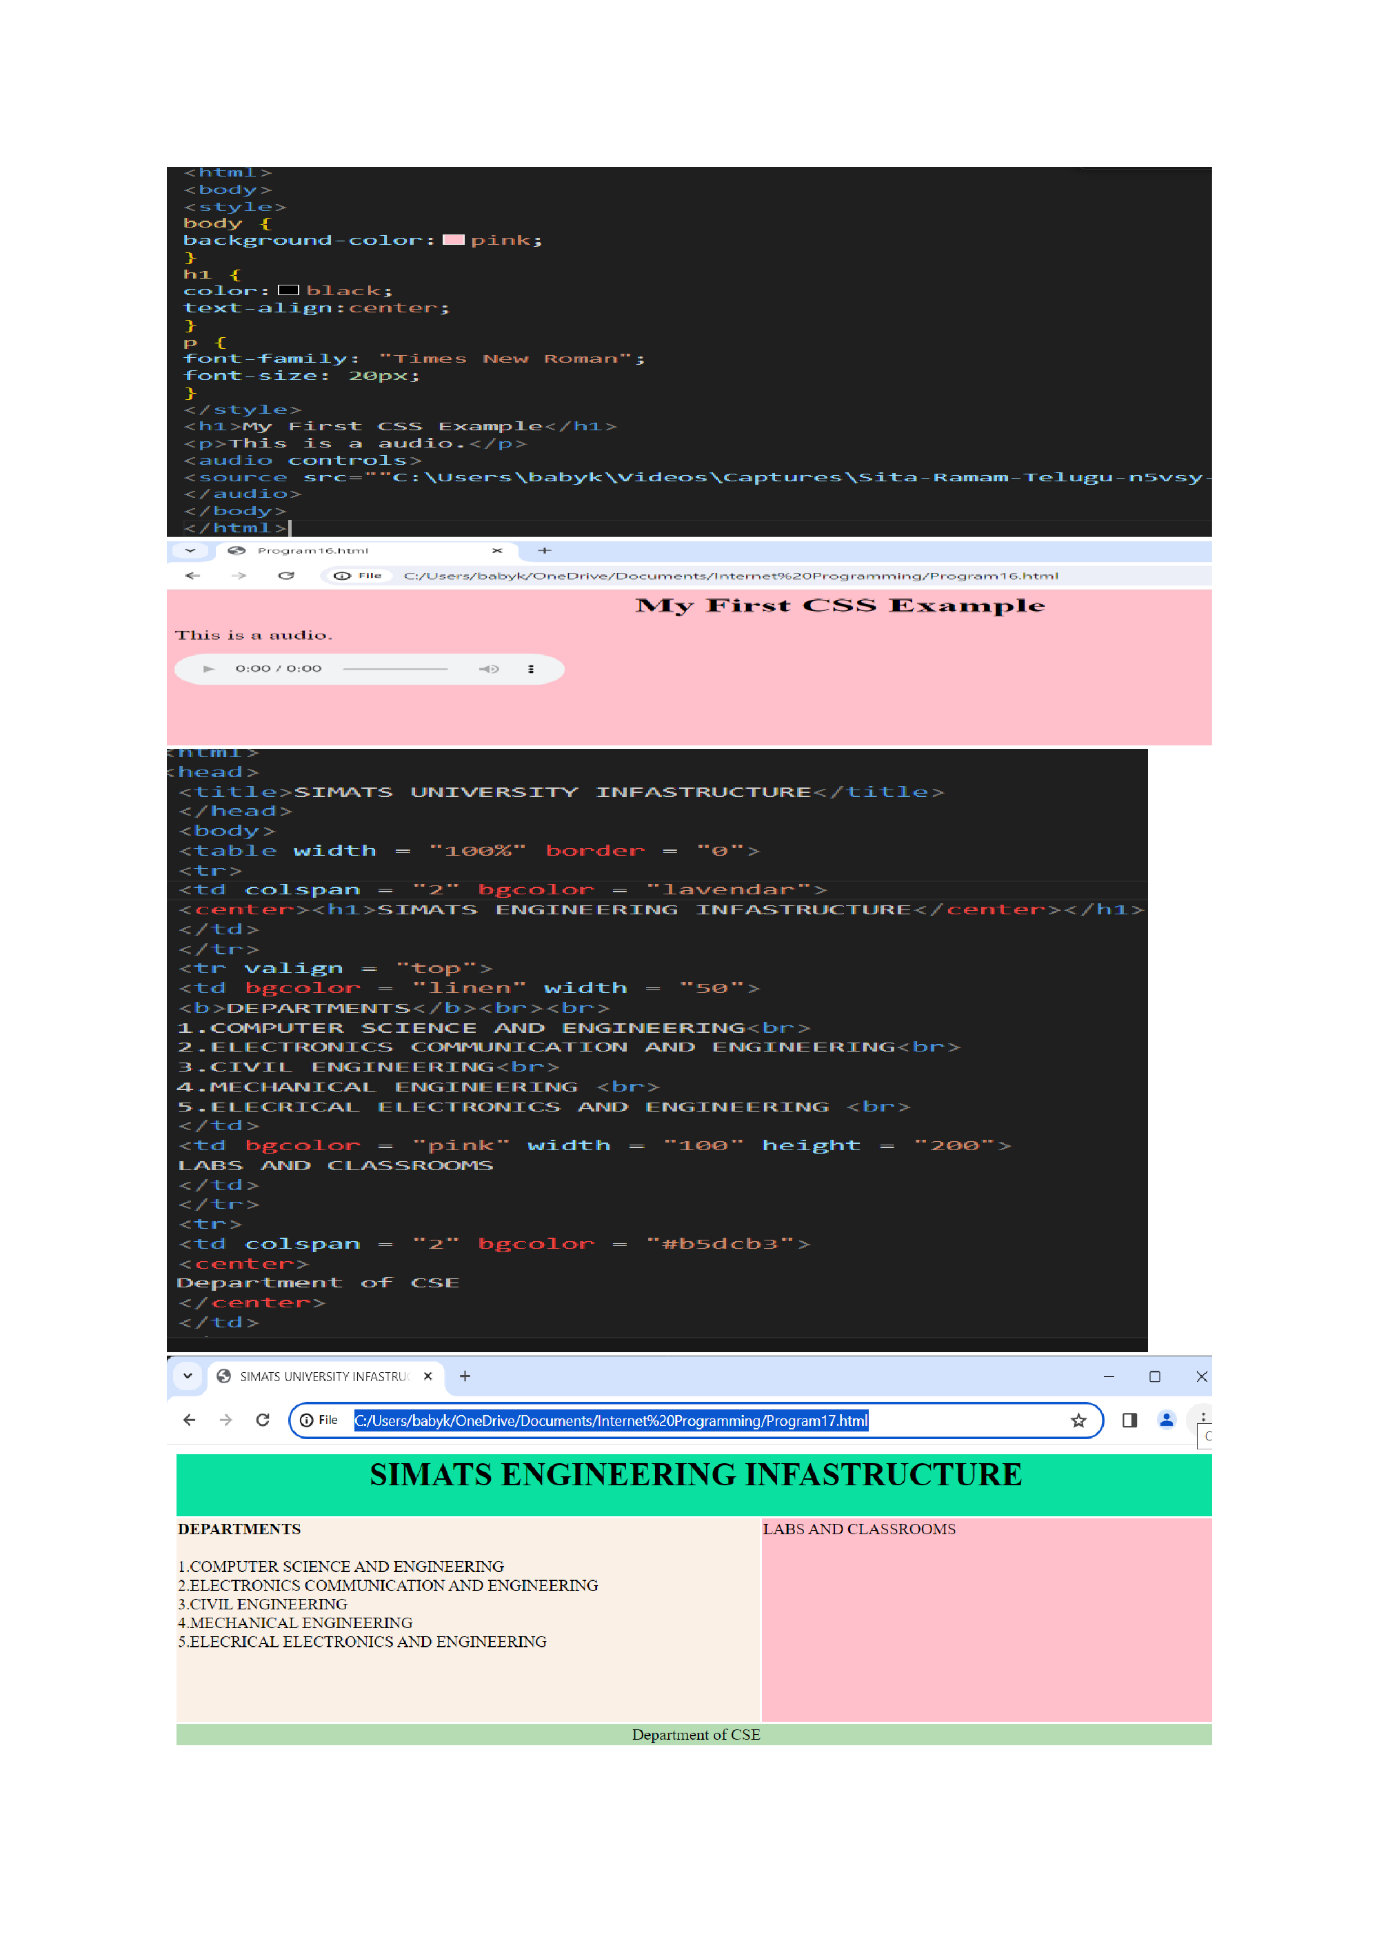 <html>
<body>
<style>
body {
background-color: pink;
}
h1 {
color: black;
text-align:center;
}
p {
font-family: "Times New Roman";
font-size: 20px;
}
</style>
<h1>My First CSS Example</h1>
<p>This is a audio.</p>
<audio controls>
<source src=""C:\Users\babyk\Videos\Captures\Sita-Ramam-Telugu-n5vsy-
</audio>
</body>
</html>
Program16.html
File C:/Users/babyk/OneDrive/Documents/Internet%20Programming/Program16.html
My First CSS Example
This is a audio.
0:00 / 0:00
<html>
<head>
<title>SIMATS UNIVERSITY INFASTRUCTURE</title>
</head>
<body>
<table width = "100%" border = "0">
<tr>
<td colspan = "2" bgcolor = "lavendar">
<center><h1>SIMATS ENGINEERING INFASTRUCTURE</center></h1>
</td>
</tr>
<tr valign = "top">
<td bgcolor = "linen" width = "50">
<b>DEPARTMENTS</b><br><br>
1.COMPUTER SCIENCE AND ENGINEERING<br>
2.ELECTRONICS COMMUNICATION AND ENGINEERING<br>
3.CIVIL ENGINEERING<br>
4.MECHANICAL ENGINEERING <br>
5.ELECRICAL ELECTRONICS AND ENGINEERING <br>
</td>
<td bgcolor = "pink" width = "100" height = "200">
LABS AND CLASSROOMS
</td>
</tr>
<tr>
<td colspan = "2" bgcolor = "#b5dcb3">
<center>
Department of CSE
</center>
</td>
SIMATS UNIVERSITY INFASTRUC
File C:/Users/babyk/OneDrive/Documents/Internet%20Programming/Program17.html
SIMATS ENGINEERING INFASTRUCTURE
DEPARTMENTS
LABS AND CLASSROOMS
1.COMPUTER SCIENCE AND ENGINEERING
2.ELECTRONICS COMMUNICATION AND ENGINEERING
3.CIVIL ENGINEERING
4.MECHANICAL ENGINEERING
5.ELECRICAL ELECTRONICS AND ENGINEERING
Department of CSE